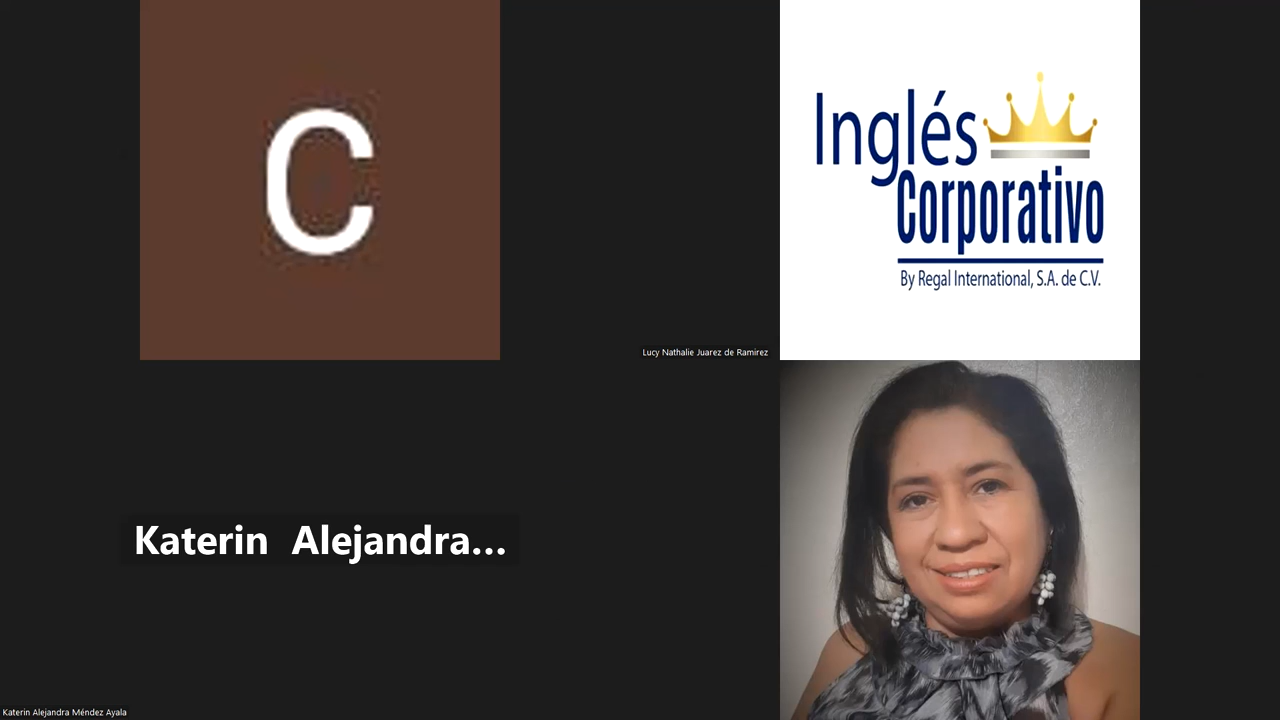 C
Inglés
Corporativo
By Regal International, S.A. de C.V.
Lucy Nathalie Juarez de Ramirez
Katerin Alejandra...
Katerin Alejandra Méndez Ayala